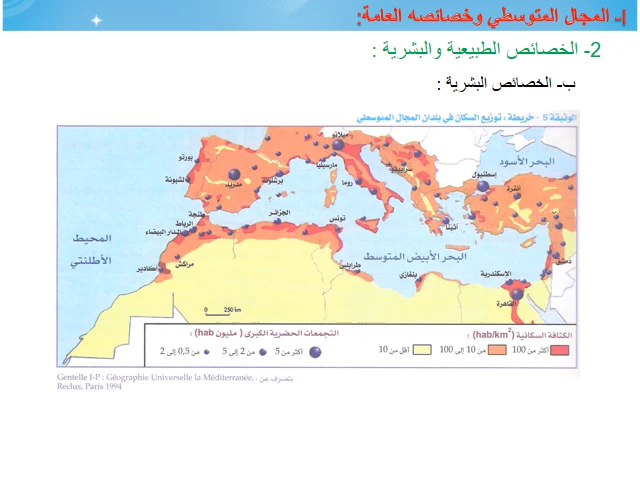 I- المجال المتوسطي وخصائصه العامة:
2- الخصائص الطبيعية والبشرية :
ب- الخصائص البشرية :
الوثيقة 5 - خريطة : توزيع السكان في بلدان المجال المتوسطي
ميلانو
البحر الأسود
بورتو
مارسيليا
سراييفو
إسطنبول
لشبونة
مدريد
برشلونة
روما
أنقرة
طنجة
الجزائر
تونس
أثينا
الرباط
الدار البيضاء
المحيط
الأطلنتي
البحر الأبيض المتوسط
دمشق
مراكش
أكادير
طرابلس
بنغازي
الإسكندرية
القاهرة
0 250 km
التجمعات الحضرية الكبرى ( مليون hab) :
الكثافة السكانية (hab/km²) :
أكثر من 5 من 2 إلى 5 من 0,5 إلى 2
أكثر من 100 من 10 إلى 100 أقل من 10
Gentelle I-P : Géographie Universelle la Méditerranée, بتصرف عن :
Reclus, Paris 1994